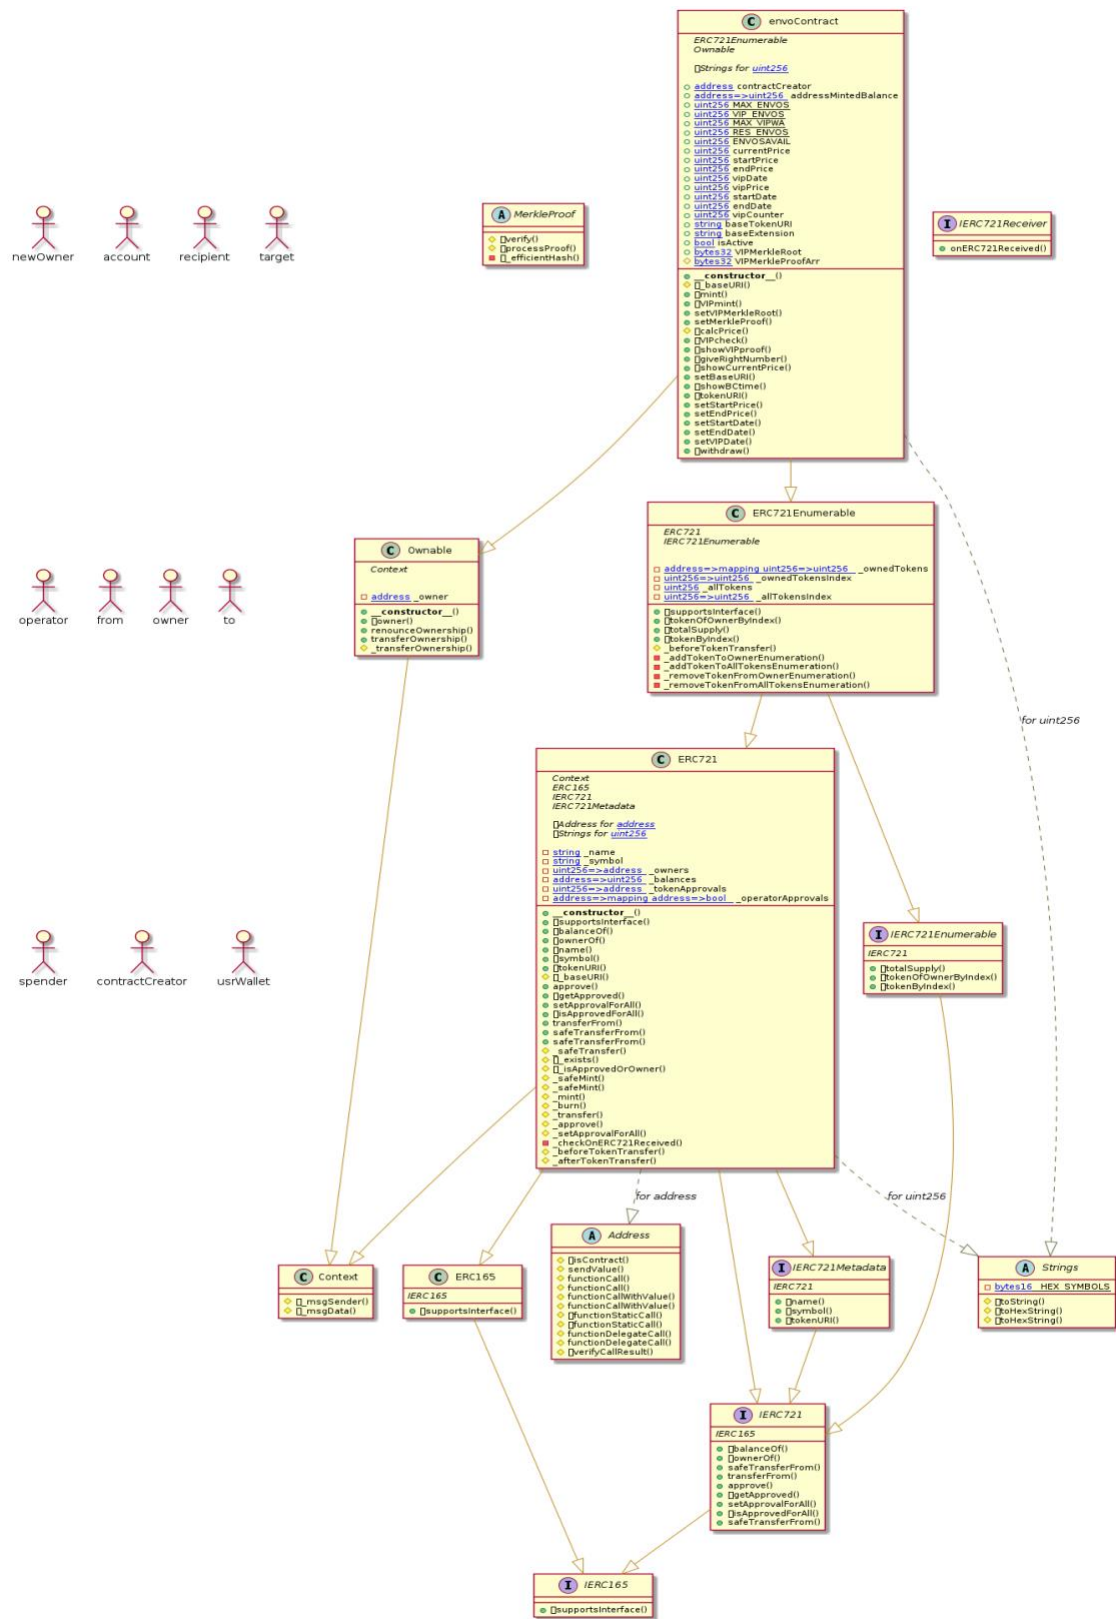 envoContract
ERC721Enumerable
Ownable
Strings for uint256
address contractCreator
address=>uint256 addressMintedBalance
uint256 MAX_ENVOS
uint256 VIP_ENVOS
uint256 MAX_VIPWA
uint256 RES_ENVOS
uint256 ENVOSAVAIL
uint256 currentPrice
uint256 startPrice
uint256 endPrice
uint256 vipDate
uint256 vipPrice
uint256 startDate
uint256 endDate
uint256 vipCounter
string baseTokenURI
string baseExtension
bool isActive
bytes32 VIPMerkleRoot
bytes32 VIPMerkleProofArr
__constructor__()
_baseURI()
mint()
VIPmint()
setVIPMerkleRoot()
setMerkleProof()
calcPrice()
VIPcheck()
showVIPproof()
giveRightNumber()
showCurrentPrice()
setBaseURI()
showBCtime()
tokenURI()
setStartPrice()
setEndPrice()
setStartDate()
setEndDate()
setVIPDate()
withdraw()
newOwner
account
recipient
target
A MerkleProof
verify()
processProof()
_efficientHash()
I IERC721Receiver
onERC721Received()
C Ownable
Context
address _owner
__constructor__()
owner()
renounceOwnership()
transferOwnership()
_transferOwnership()
C ERC721Enumerable
ERC721
IERC721Enumerable
address=>mapping uint256=>uint256 _ownedTokens
uint256=>uint256 _ownedTokensIndex
uint256 _allTokens
uint256=>uint256 _allTokensIndex
supportsInterface()
tokenOfOwnerByIndex()
totalSupply()
tokenByIndex()
_beforeTokenTransfer()
_addTokenToOwnerEnumeration()
_addTokenToAllTokensEnumeration()
_removeTokenFromOwnerEnumeration()
_removeTokenFromAllTokensEnumeration()
operator
from
owner
to
for uint256
C ERC721
Context
ERC165
IERC721
IERC721Metadata
Address for address
Strings for uint256
string _name
string _symbol
uint256=>address _owners
address=>uint256 _balances
uint256=>address _tokenApprovals
address=>mapping address=>bool _operatorApprovals
__constructor__()
supportsInterface()
balanceOf()
ownerOf()
name()
symbol()
tokenURI()
_baseURI()
approve()
getApproved()
setApprovalForAll()
isApprovedForAll()
transferFrom()
safeTransferFrom()
safeTransferFrom()
_safeTransfer()
_exists()
_isApprovedOrOwner()
_safeMint()
_safeMint()
_mint()
_burn()
_transfer()
_approve()
_setApprovalForAll()
_checkOnERC721Received()
_beforeTokenTransfer()
_afterTokenTransfer()
I IERC721Enumerable
IERC721
totalSupply()
tokenOfOwnerByIndex()
tokenByIndex()
spender
contractCreator
usrWallet
for address
for uint256
C Context
_msgSender()
_msgData()
C ERC165
IERC165
supportsInterface()
A Address
isContract()
sendValue()
functionCall()
functionCall()
functionCallWithValue()
functionCallWithValue()
functionStaticCall()
functionStaticCall()
functionDelegateCall()
functionDelegateCall()
verifyCallResult()
I IERC721Metadata
IERC721
name()
symbol()
tokenURI()
A Strings
bytes16 _HEX_SYMBOLS
toString()
toHexString()
toHexString()
I IERC721
IERC165
balanceOf()
ownerOf()
safeTransferFrom()
transferFrom()
approve()
getApproved()
setApprovalForAll()
isApprovedForAll()
safeTransferFrom()
I IERC165
supportsInterface()